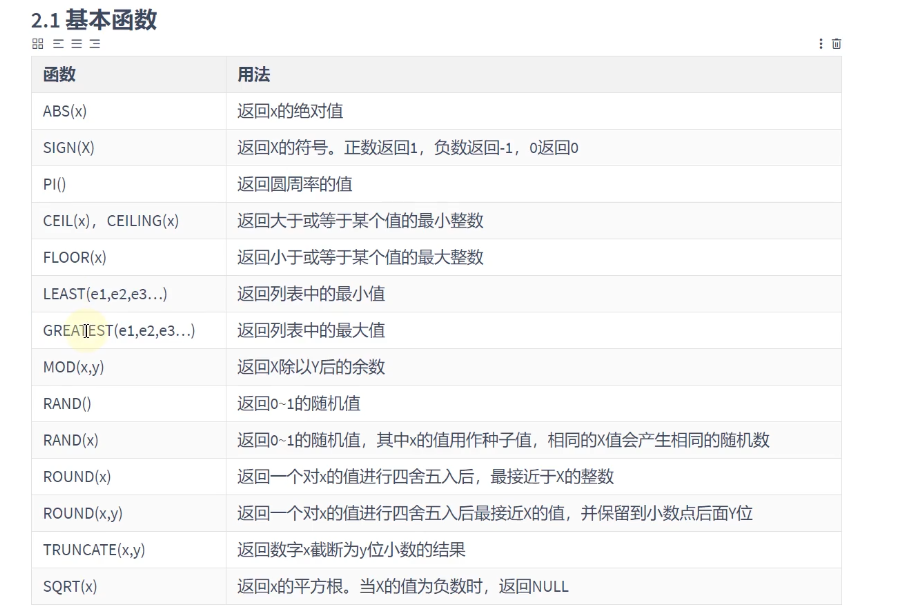 2.1 基本函数
函数 用法
ABS(x) 返回x的绝对值
SIGN(X) 返回X的符号。正数返回1，负数返回-1，0返回0
PI() 返回圆周率的值
CEIL(x)，CEILING(x) 返回大于或等于某个值的最小整数
FLOOR(x) 返回小于或等于某个值的最大整数
LEAST(e1,e2,e3…) 返回列表中的最小值
GREATEST(e1,e2,e3…) 返回列表中的最大值
MOD(x,y) 返回X除以Y后的余数
RAND() 返回0~1的随机值
RAND(x) 返回0~1的随机值，其中x的值用作种子值，相同的X值会产生相同的随机数
ROUND(x) 返回一个对x的值进行四舍五入后，最接近于X的整数
ROUND(x,y) 返回一个对x的值进行四舍五入后最接近X的值，并保留到小数点后面Y位
TRUNCATE(x,y) 返回数字x截断为y位小数的结果
SQRT(x) 返回x的平方根。当X的值为负数时，返回NULL